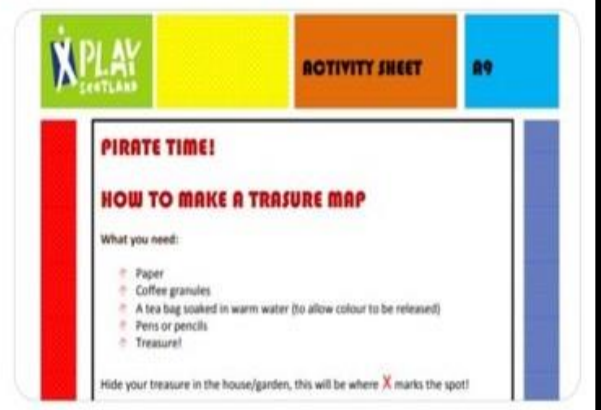 PLAY
SCOTLAND
ACTIVITY SHEET
A9
PIRATE TIME!
HOW TO MAKE A TRASURE MAP
What you need:
Paper
Coffee granules
A tea bag soaked in warm water (to allow colour to be released)
Pens or pencils
Treasure!
Hide your treasure in the house/garden, this will be where X marks the spot!